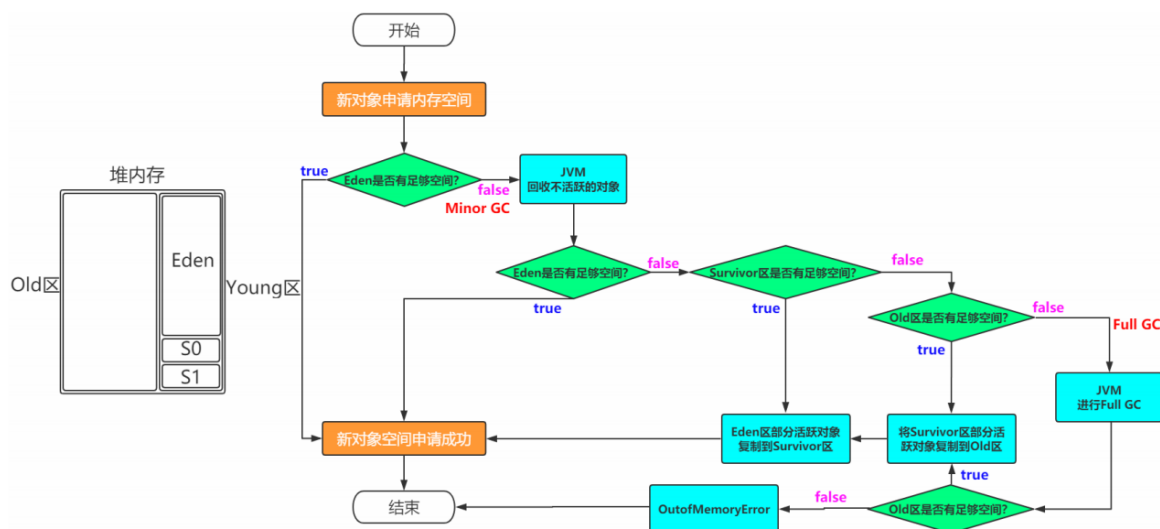 开始
新对象申请内存空间
true
Eden是否有足够空间?
false
Minor GC
JVM
回收不活跃的对象
堆内存
Old区
Eden
S0
S1
Young区
Eden是否有足够空间?
false
true
Survivor区是否有足够空间?
false
true
Old区是否有足够空间?
false
Full GC
true
JVM
进行Full GC
新对象空间申请成功
Eden区部分活跃对象
复制到Survivor区
将Survivor区部分活
跃对象复制到Old区
true
结束
OutofMemoryError
false
Old区是否有足够空间?